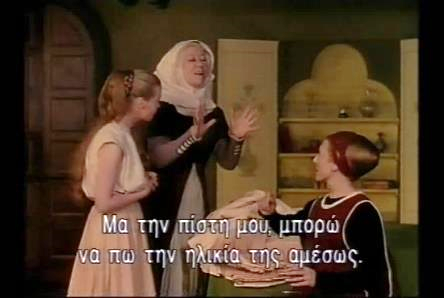 Μα την πίστη μου, μπορώ
να πω την ηλικία της αμέσως.